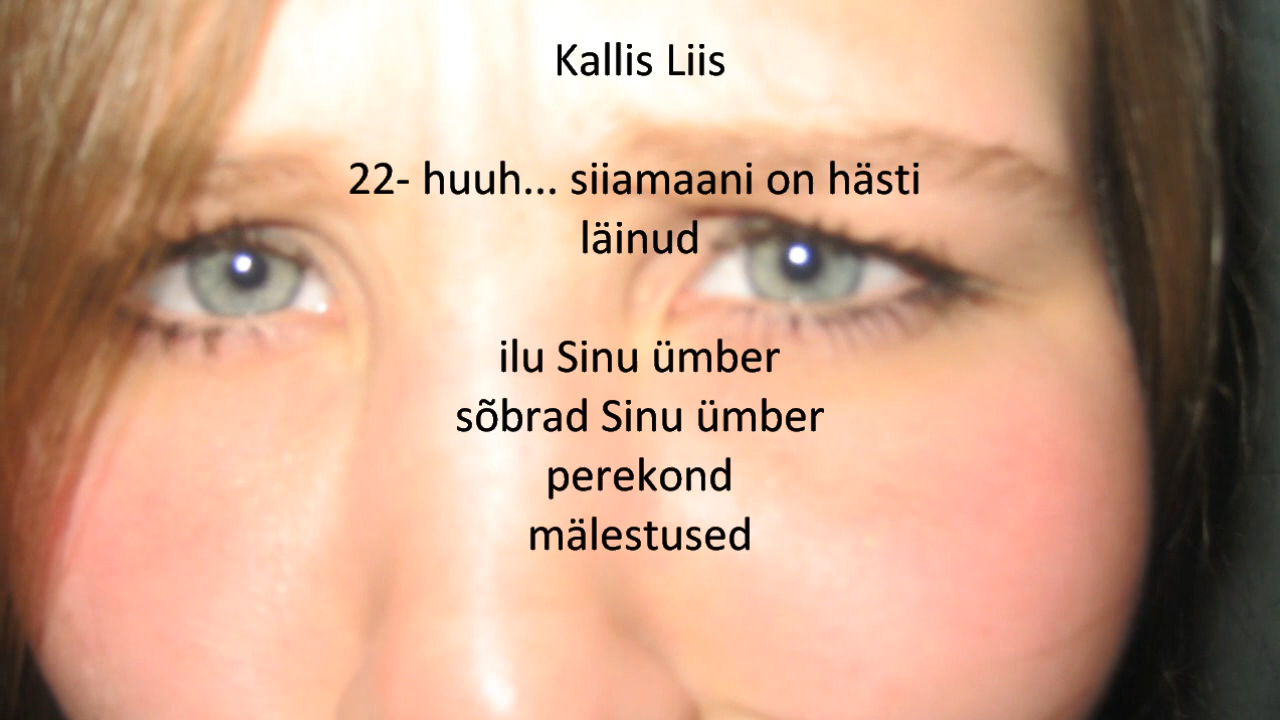 Kallis Liis
22- huuh... siiamaani on hästi
läinud
ilu Sinu ümber
sõbrad Sinu ümber
perekond
mälestused